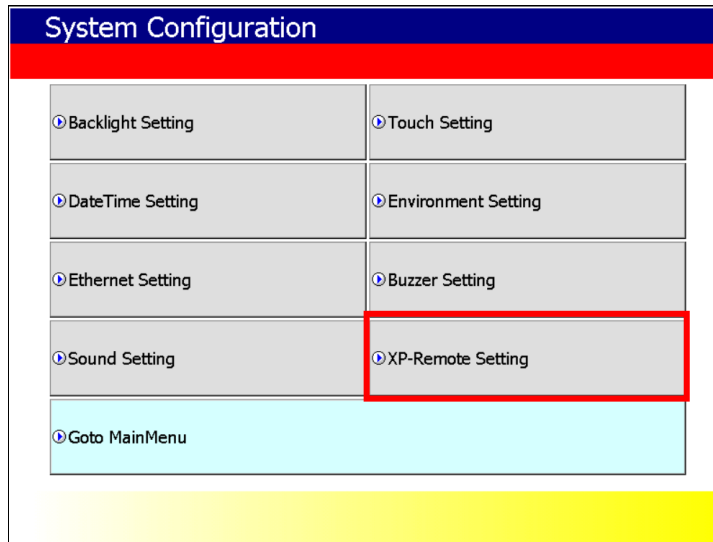 System Configuration
Backlight Setting
Touch Setting
DateTime Setting
Environment Setting
Ethernet Setting
Buzzer Setting
Sound Setting
XP-Remote Setting
Goto MainMenu